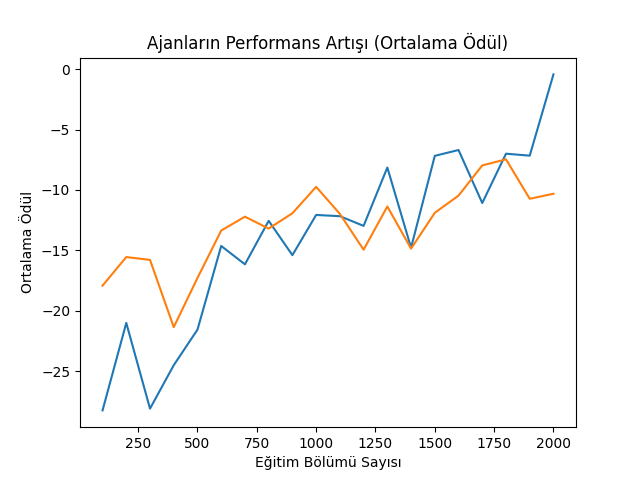 Ajanların Performans Artışı (Ortalama Ödül)
0
−5
−10
−15
−20
−25
Ortalama Ödül
250 500 750 1000 1250 1500 1750 2000
Eğitim Bölümü Sayısı